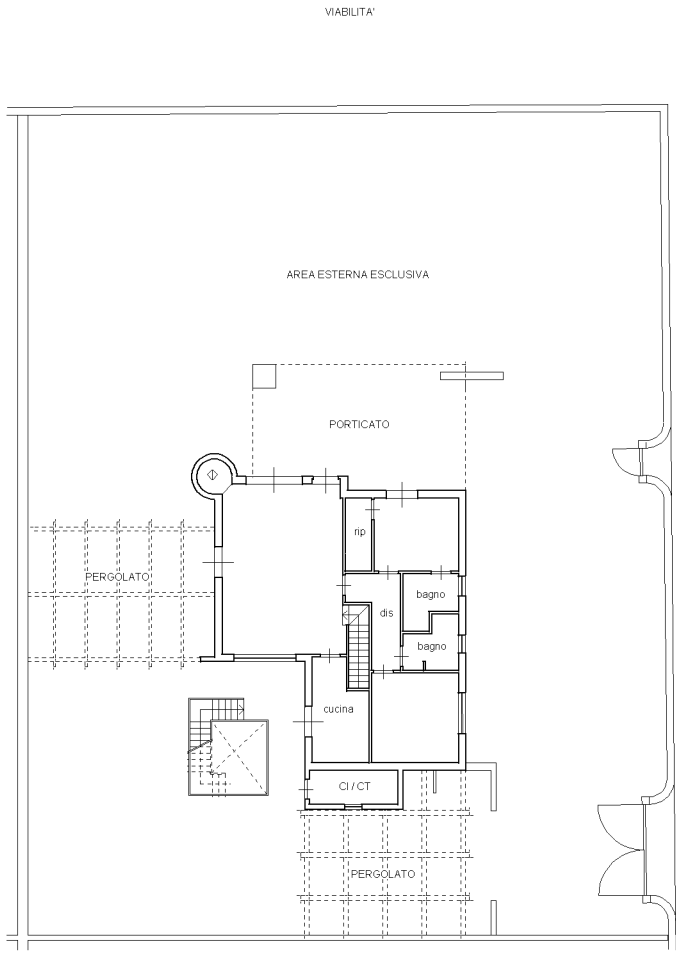 VIABILITA'
AREA ESTERNA ESCLUSIVA
PORTICATO
rip
PERGOLATO
bagno
dis
bagno
cucina
CI / CT
PERGOLATO